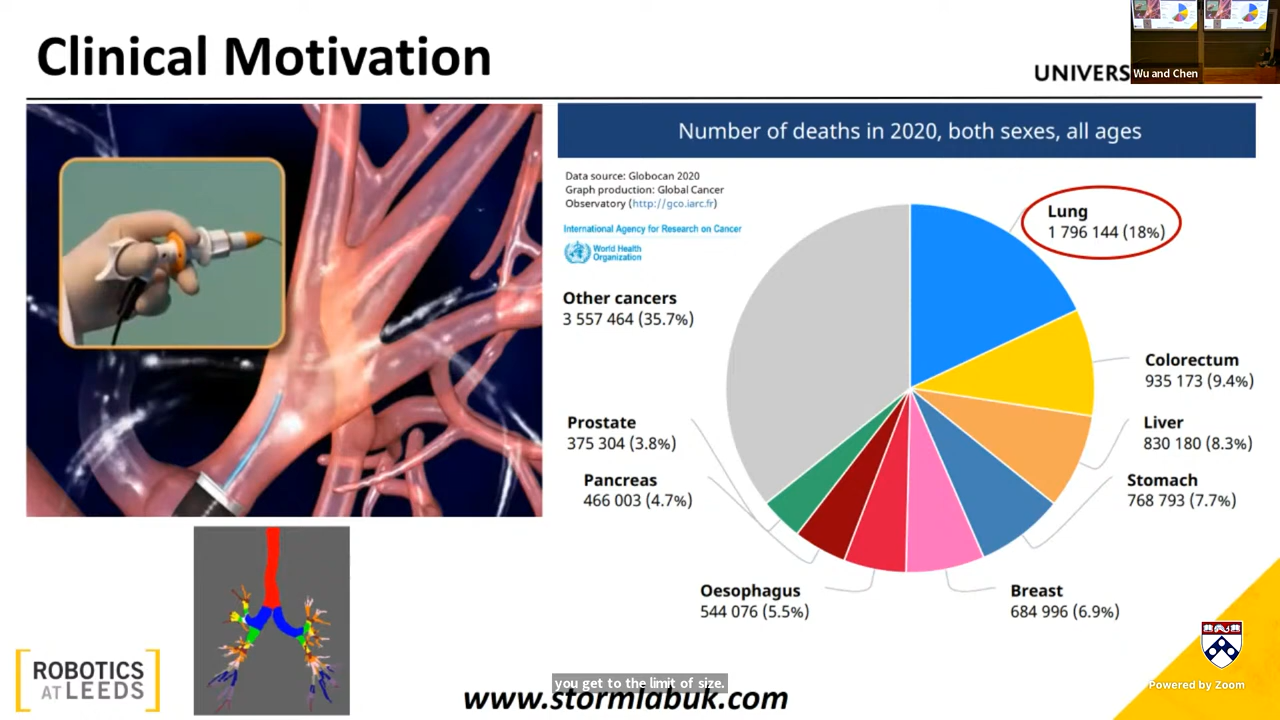 Clinical Motivation
UNIVERS
Wu and Chen
Number of deaths in 2020, both sexes, all ages
Data source: Globocan 2020
Graph production: Global Cancer
Observatory (http://gco.iarc.fr)
International Agency for Research on Cancer
World Health
Organization
Lung
1 796 144 (18%)
Other cancers
3 557 464 (35.7%)
Colorectum
935 173 (9.4%)
Prostate
375 304 (3.8%)
Liver
830 180 (8.3%)
Pancreas
466 003 (4.7%)
Stomach
768 793 (7.7%)
Oesophagus
544 076 (5.5%)
Breast
684 996 (6.9%)
ROBOTICS
AT LEEDS
you get to the limit of size.
www.stormlabuk.com
Powered by Zoom